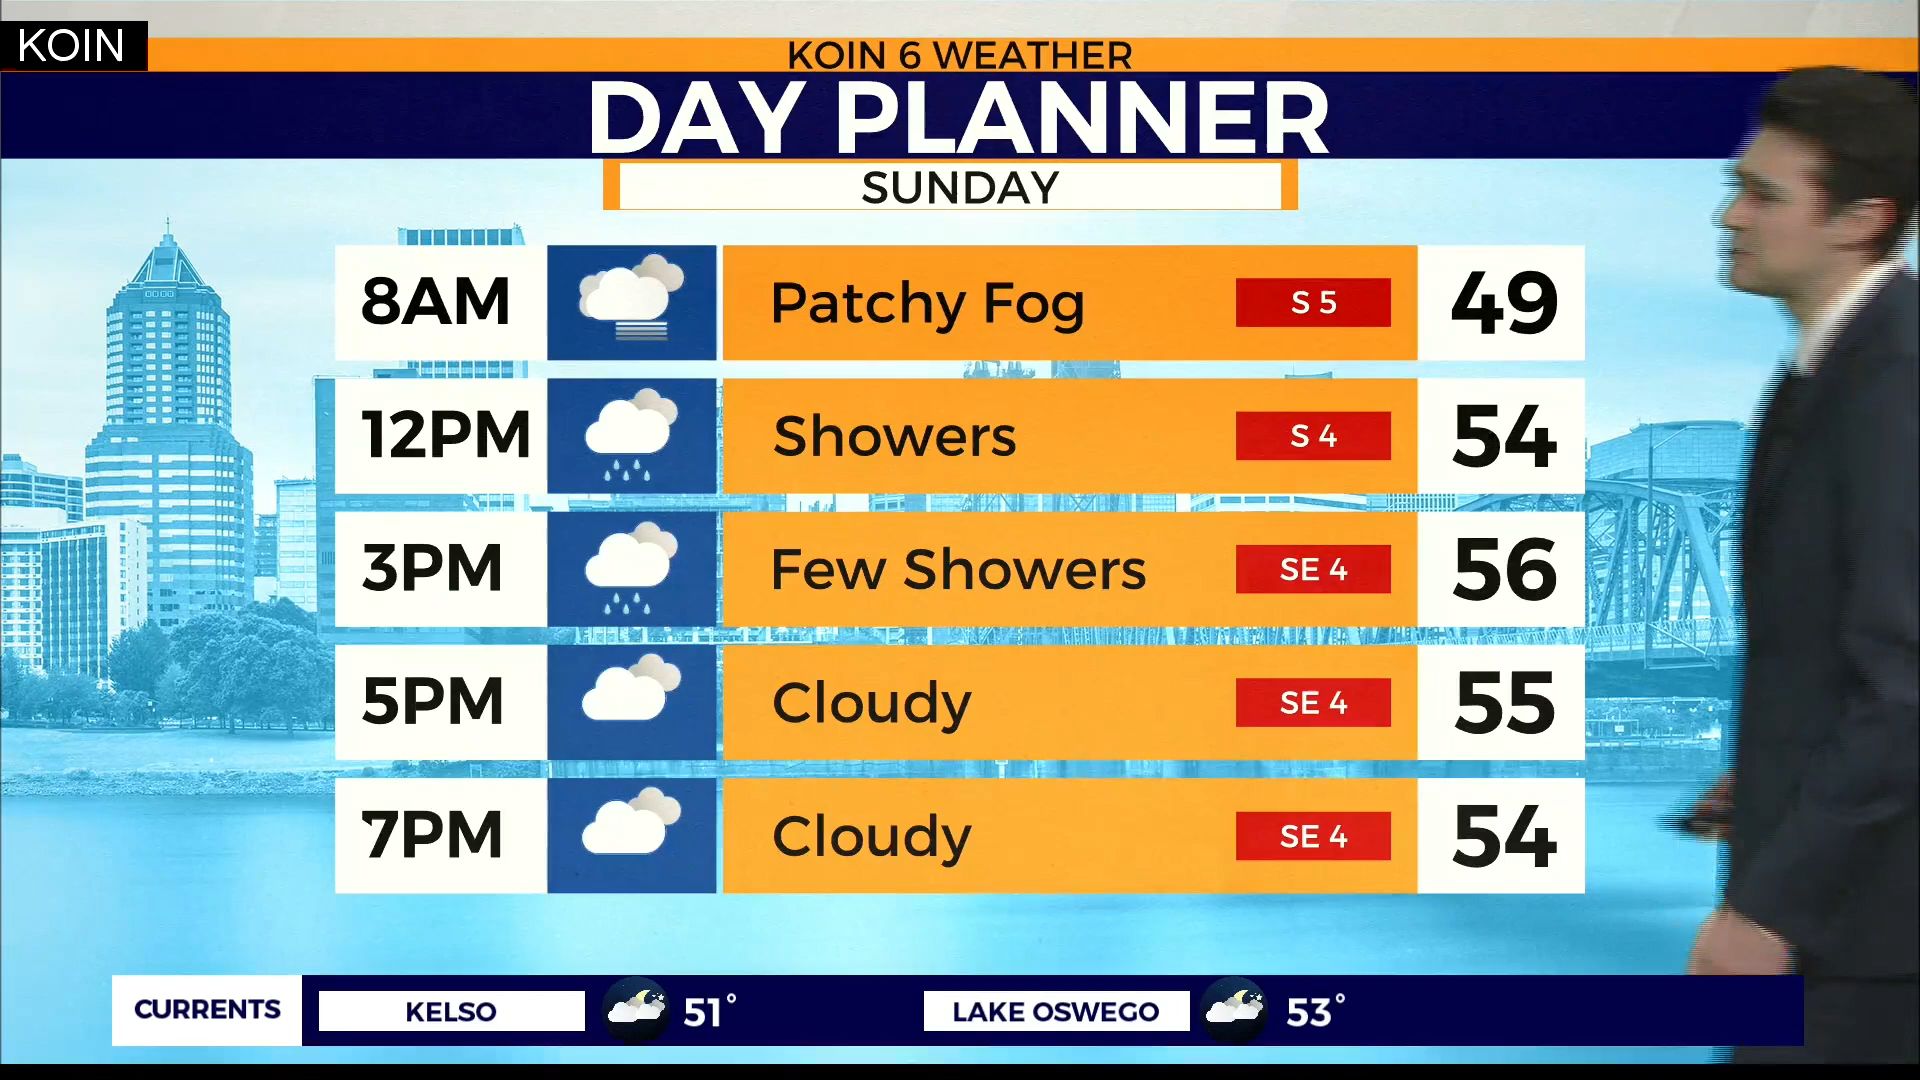 KOIN
KOIN 6 WEATHER
DAY PLANNER
SUNDAY
8AM Patchy Fog S 5 49
12PM Showers S 4 54
3PM Few Showers SE 4 56
5PM Cloudy SE 4 55
7PM Cloudy SE 4 54
CURRENTS KELSO 51° LAKE OSWEGO 53°